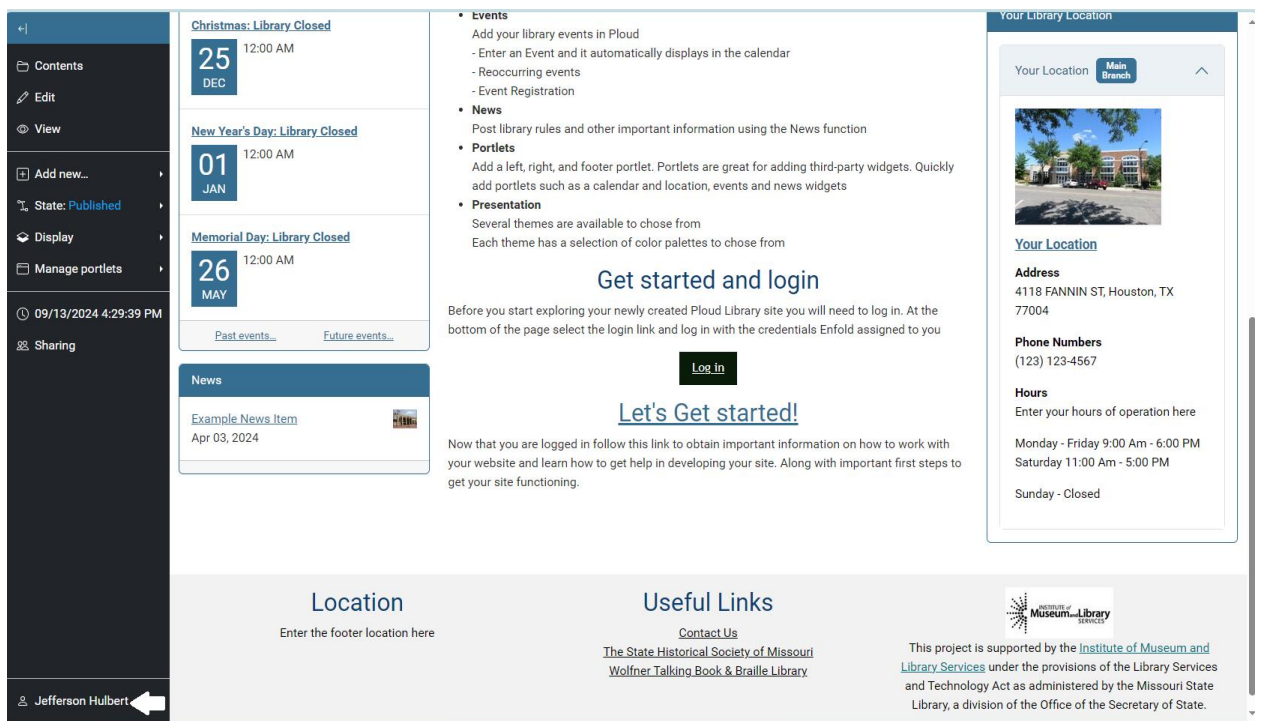 Contents
Edit
View
Add new...
State: Published
Display
Manage portlets
09/13/2024 4:29:39 PM
Sharing
Jefferson Hulbert
Christmas: Library Closed
25
DEC
12:00 AM
New Year's Day: Library Closed
01
JAN
12:00 AM
Memorial Day: Library Closed
26
MAY
12:00 AM
Past events...
Future events...
News
Example News Item
Apr 03, 2024
• Events
Add your library events in Ploud
- Enter an Event and it automatically displays in the calendar
- Reoccurring events
- Event Registration
• News
Post library rules and other important information using the News function
• Portlets
Add a left, right, and footer portlet. Portlets are great for adding third-party widgets. Quickly
add portlets such as a calendar and location, events and news widgets
• Presentation
Several themes are available to chose from
Each theme has a selection of color palettes to chose from
Get started and login
Before you start exploring your newly created Ploud Library site you will need to log in. At the
bottom of the page select the login link and log in with the credentials Enfold assigned to you
Log in
Let's Get started!
Now that you are logged in follow this link to obtain important information on how to work with
your website and learn how to get help in developing your site. Along with important first steps to
get your site functioning.
Your Library Location
Your Location
Main
Branch
Your Location
Address
4118 FANNIN ST, Houston, TX
77004
Phone Numbers
(123) 123-4567
Hours
Enter your hours of operation here
Monday - Friday 9:00 Am - 6:00 PM
Saturday 11:00 Am - 5:00 PM
Sunday - Closed
Location
Enter the footer location here
Useful Links
Contact Us
The State Historical Society of Missouri
Wolfner Talking Book & Braille Library
INSTITUTE of
Museum and Library
SERVICES
This project is supported by the Institute of Museum and
Library Services under the provisions of the Library Services
and Technology Act as administered by the Missouri State
Library, a division of the Office of the Secretary of State.